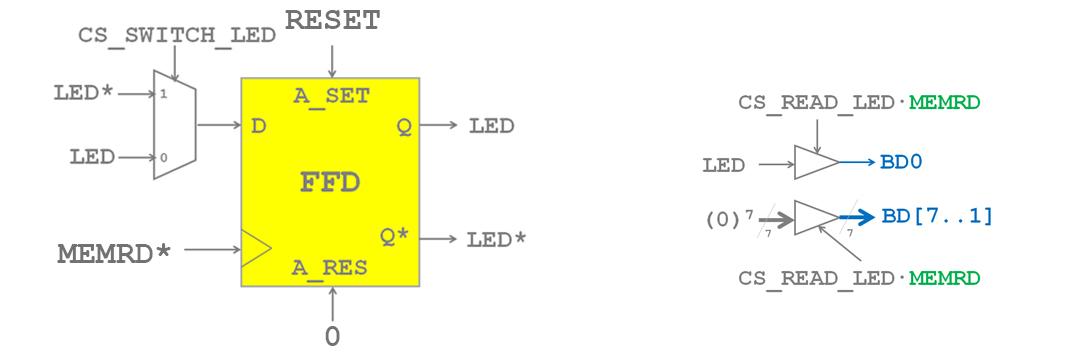 RESET
CS_SWITCH_LED
LED*
1
LED
0
A_SET
D
Q
LED
FFD
MEMRD*
Q*
LED*
A_RES
0
CS_READ_LED·MEMRD
LED
BD0
(0)⁷
7
7
BD[7..1]
CS_READ_LED·MEMRD